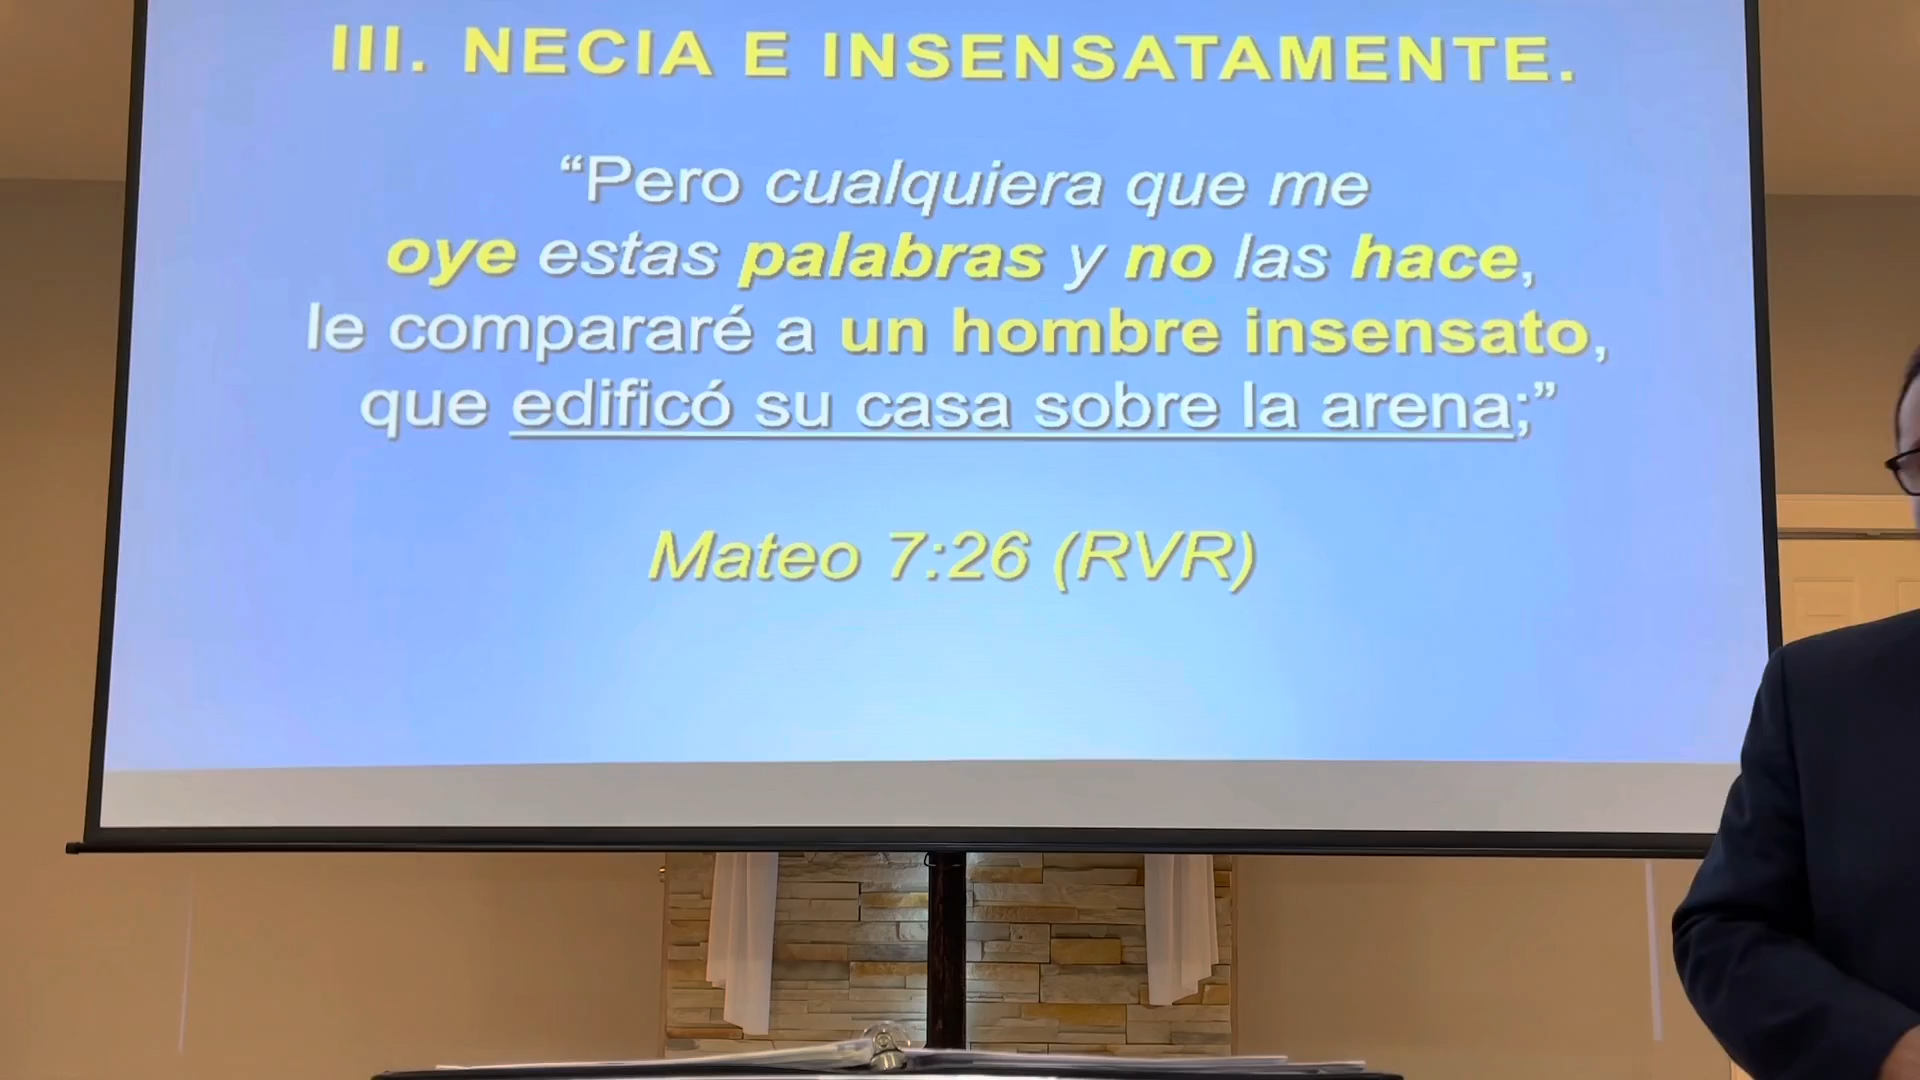 III. NECIA E INSENSATAMENTE.
“Pero cualquiera que me
oye estas palabras y no las hace,
le compararé a un hombre insensato,
que edificó su casa sobre la arena;”
Mateo 7:26 (RVR)